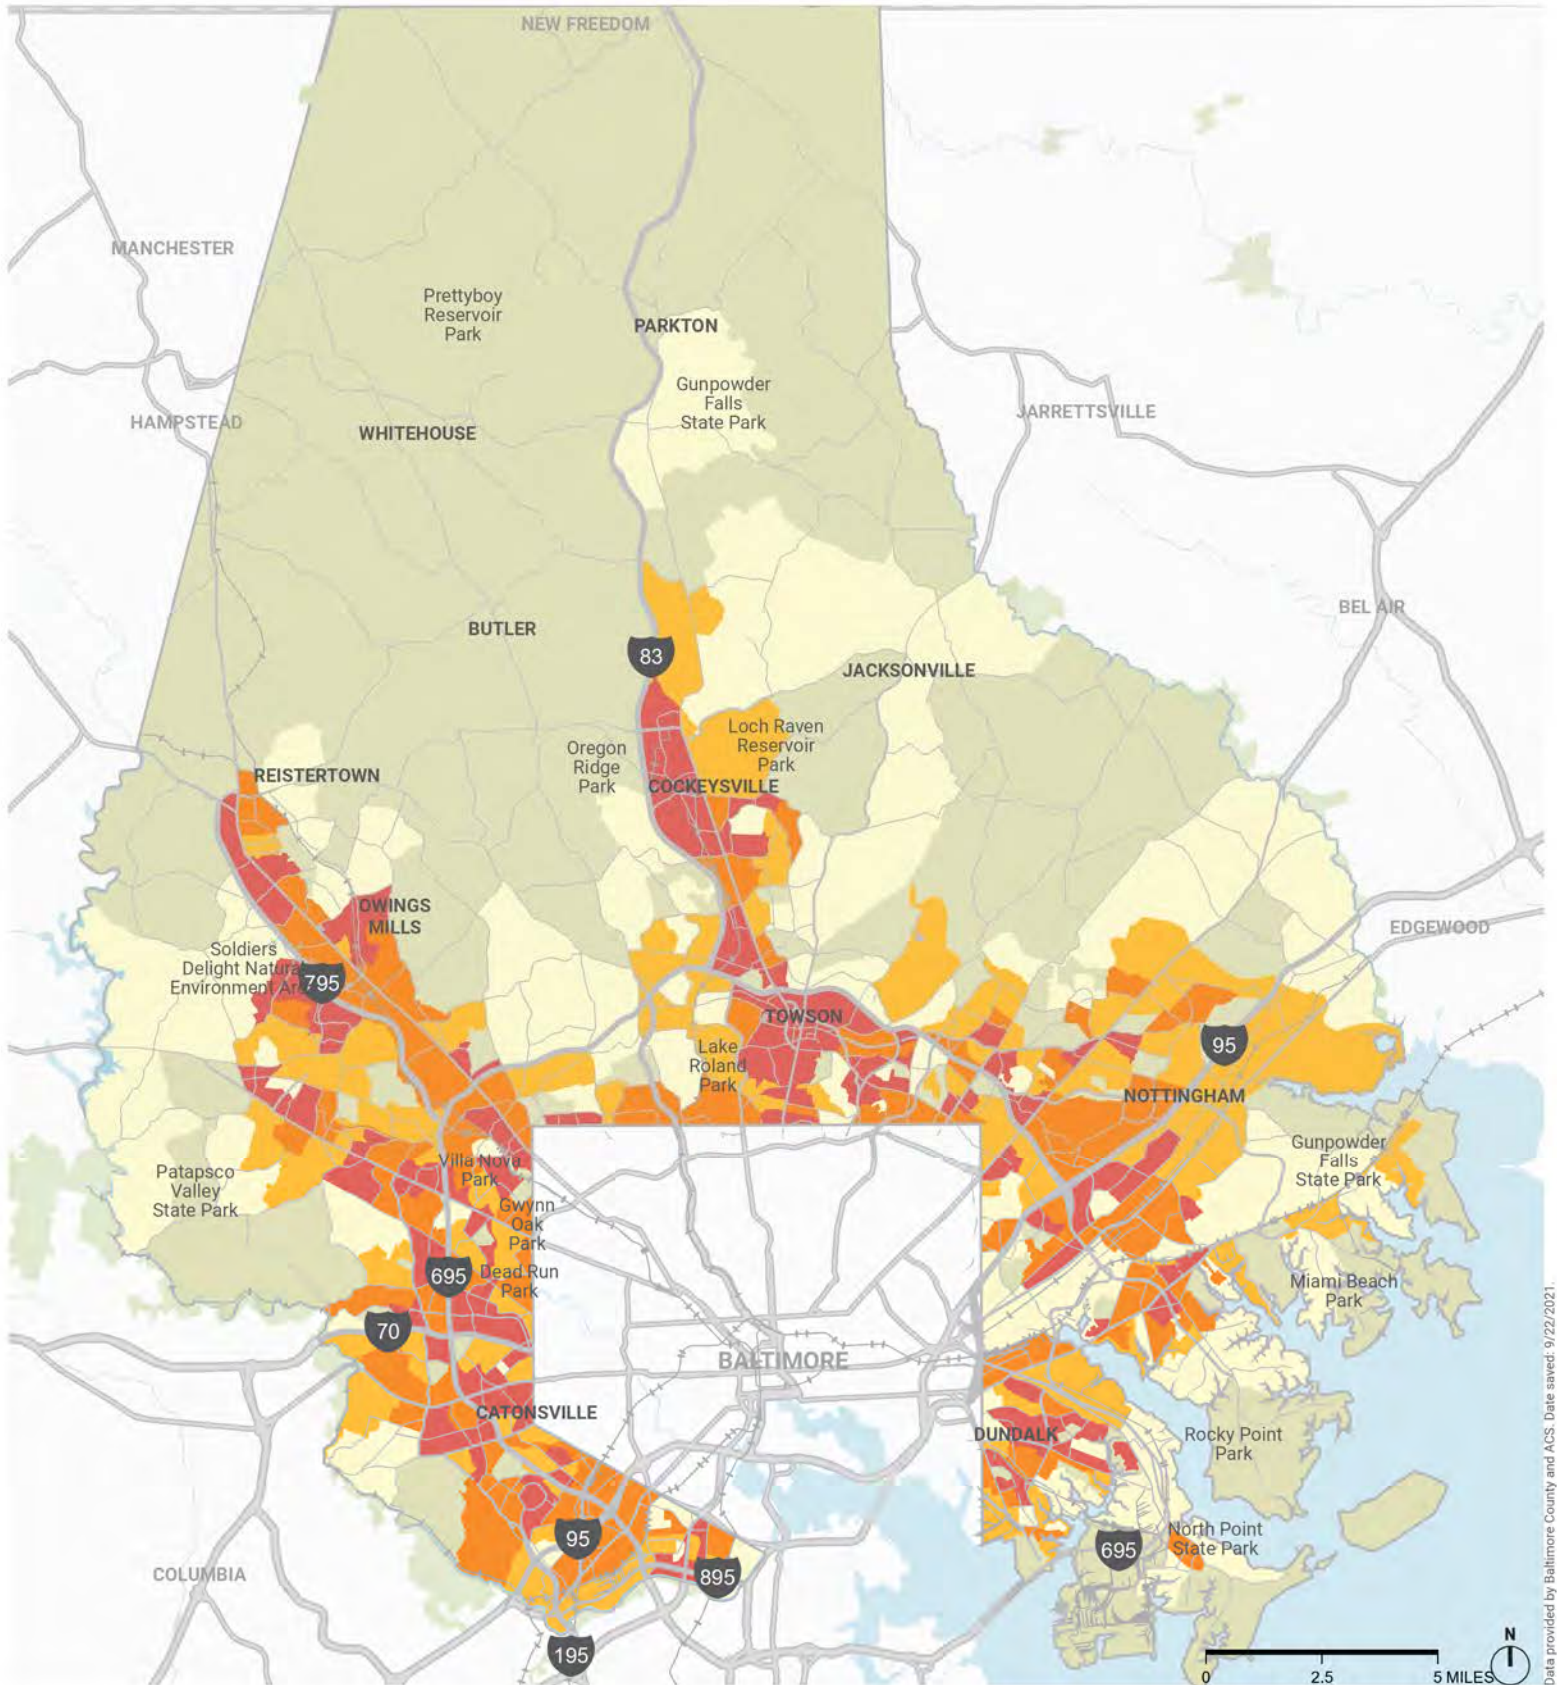 NEW FREEDOM
MANCHESTER
Prettyboy
Reservoir
Park
PARKTON
Gunpowder
Falls
State Park
HAMPSTEAD
WHITEHOUSE
JARRETTSVILLE
BEL AIR
BUTLER
83
JACKSONVILLE
Loch Raven
Reservoir
Park
Oregon
Ridge
Park
REISTERTOWN
COCKEYSVILLE
OWINGS
MILLS
EDGEWOOD
Soldiers
Delight Natural
Environment Area
795
TOWSON
95
Lake
Roland
Park
NOTTINGHAM
Gunpowder
Falls
State Park
Patapsco
Valley
State Park
Villa Nova
Park
Gwynn
Oak
Park
695
Dead Run
Park
Miami Beach
Park
70
BALTIMORE
CATONSVILLE
DUNDALK
Rocky Point
Park
95
895
695
North Point
State Park
COLUMBIA
195
N
0
2.5
5 MILES
Data provided by Baltimore County and ACS. Date saved: 9/22/2021.